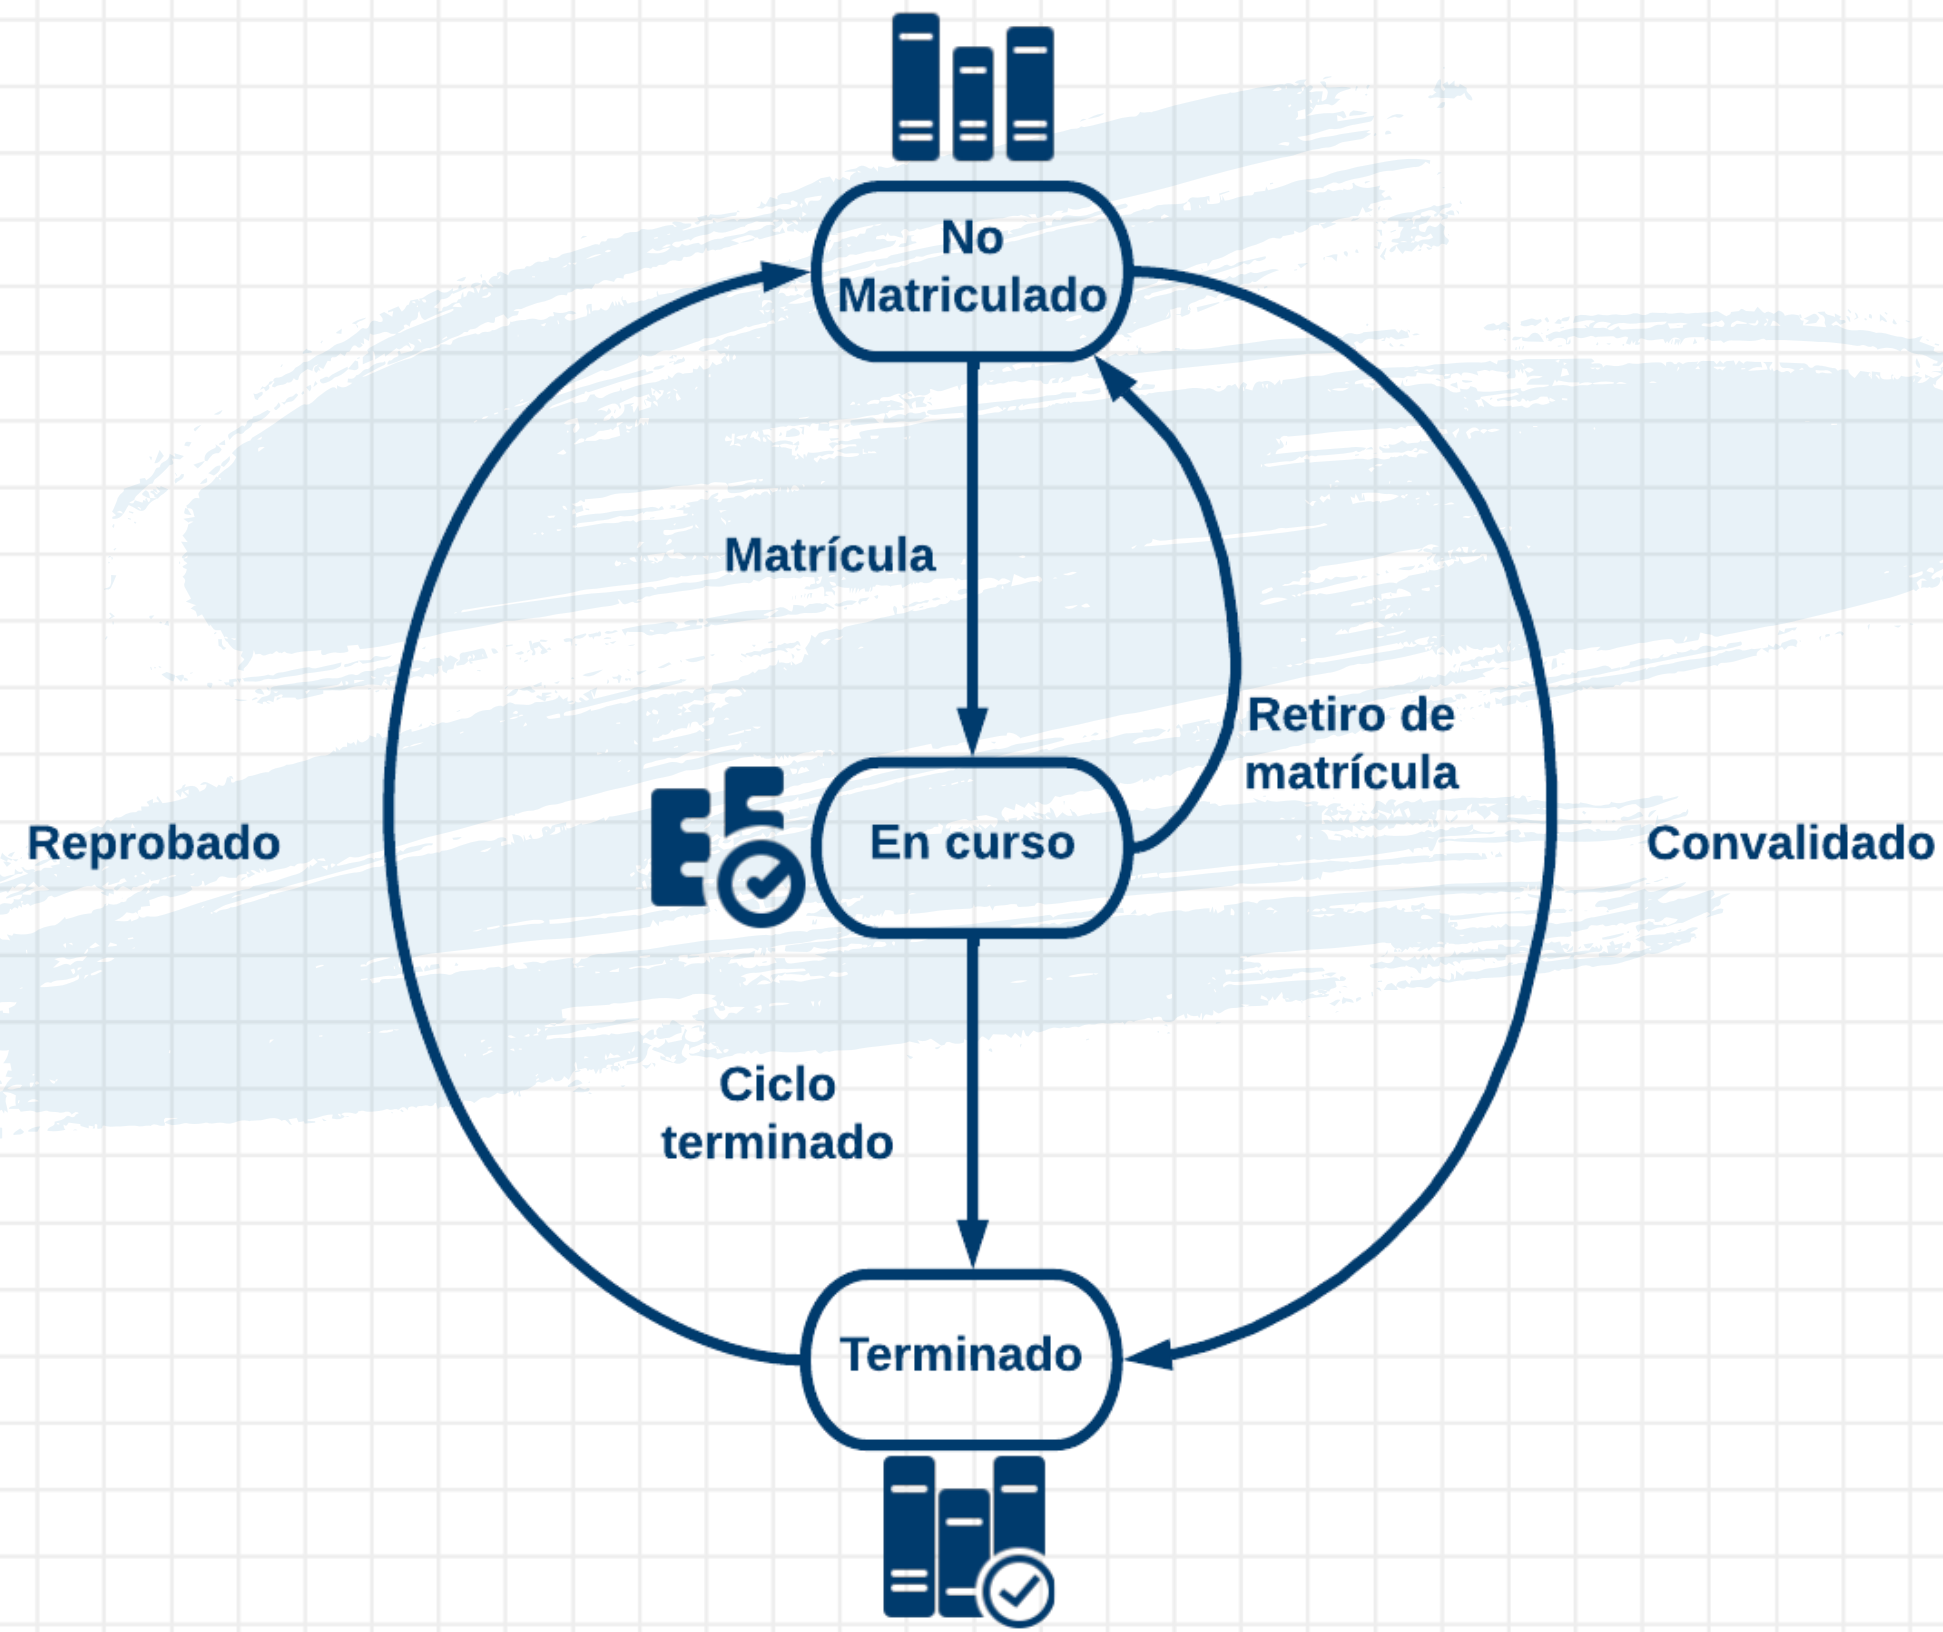 No
Matriculado
Matrícula
Retiro de
matrícula
Reprobado
En curso
Convalidado
Ciclo
terminado
Terminado